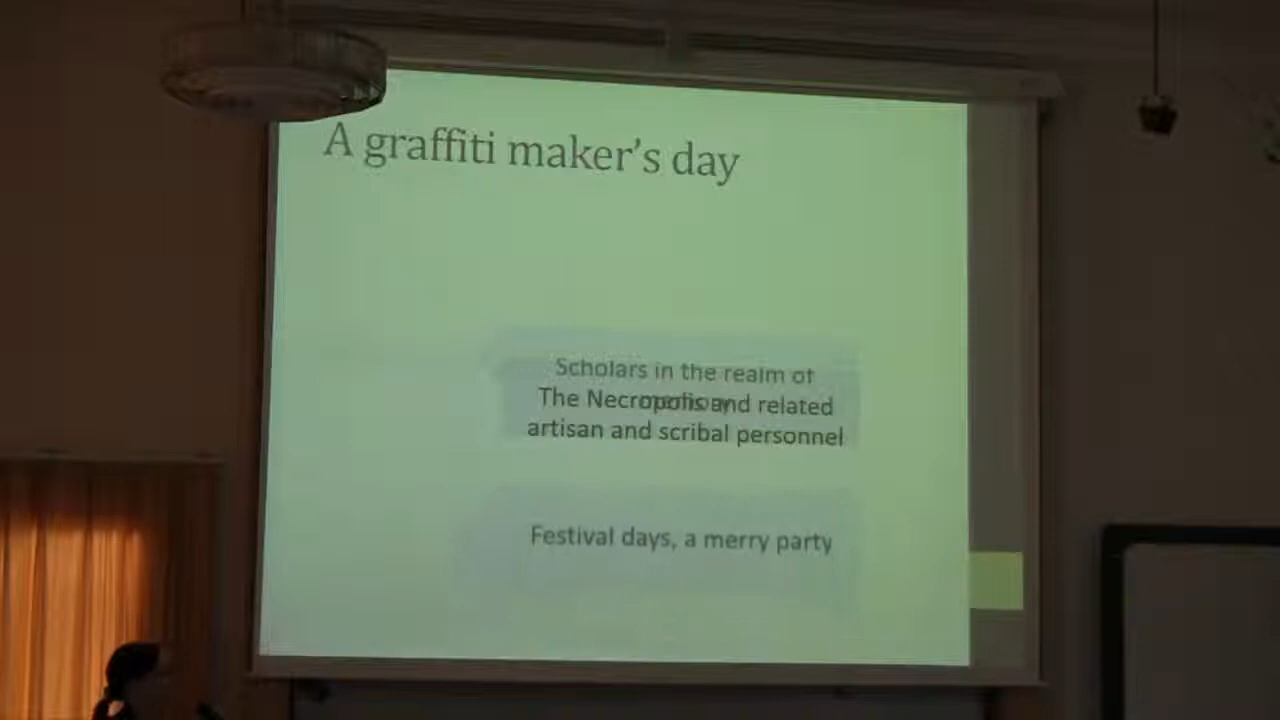 A graffiti maker's day
Scholars in the realm of
The Necropolis and related
artisan and scribal personnel
Festival days, a merry party